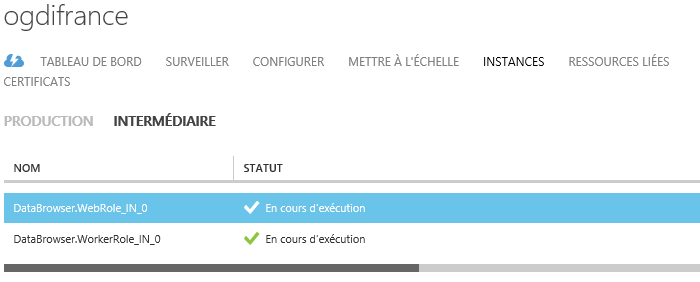 ogdifrance
TABLEAU DE BORD SURVEILLER CONFIGURER METTRE À L'ÉCHELLE INSTANCES RESSOURCES LIÉES
CERTIFICATS
PRODUCTION INTERMÉDIAIRE
NOM STATUT
DataBrowser.WebRole_IN_0 En cours d'exécution
DataBrowser.WorkerRole_IN_0 En cours d'exécution